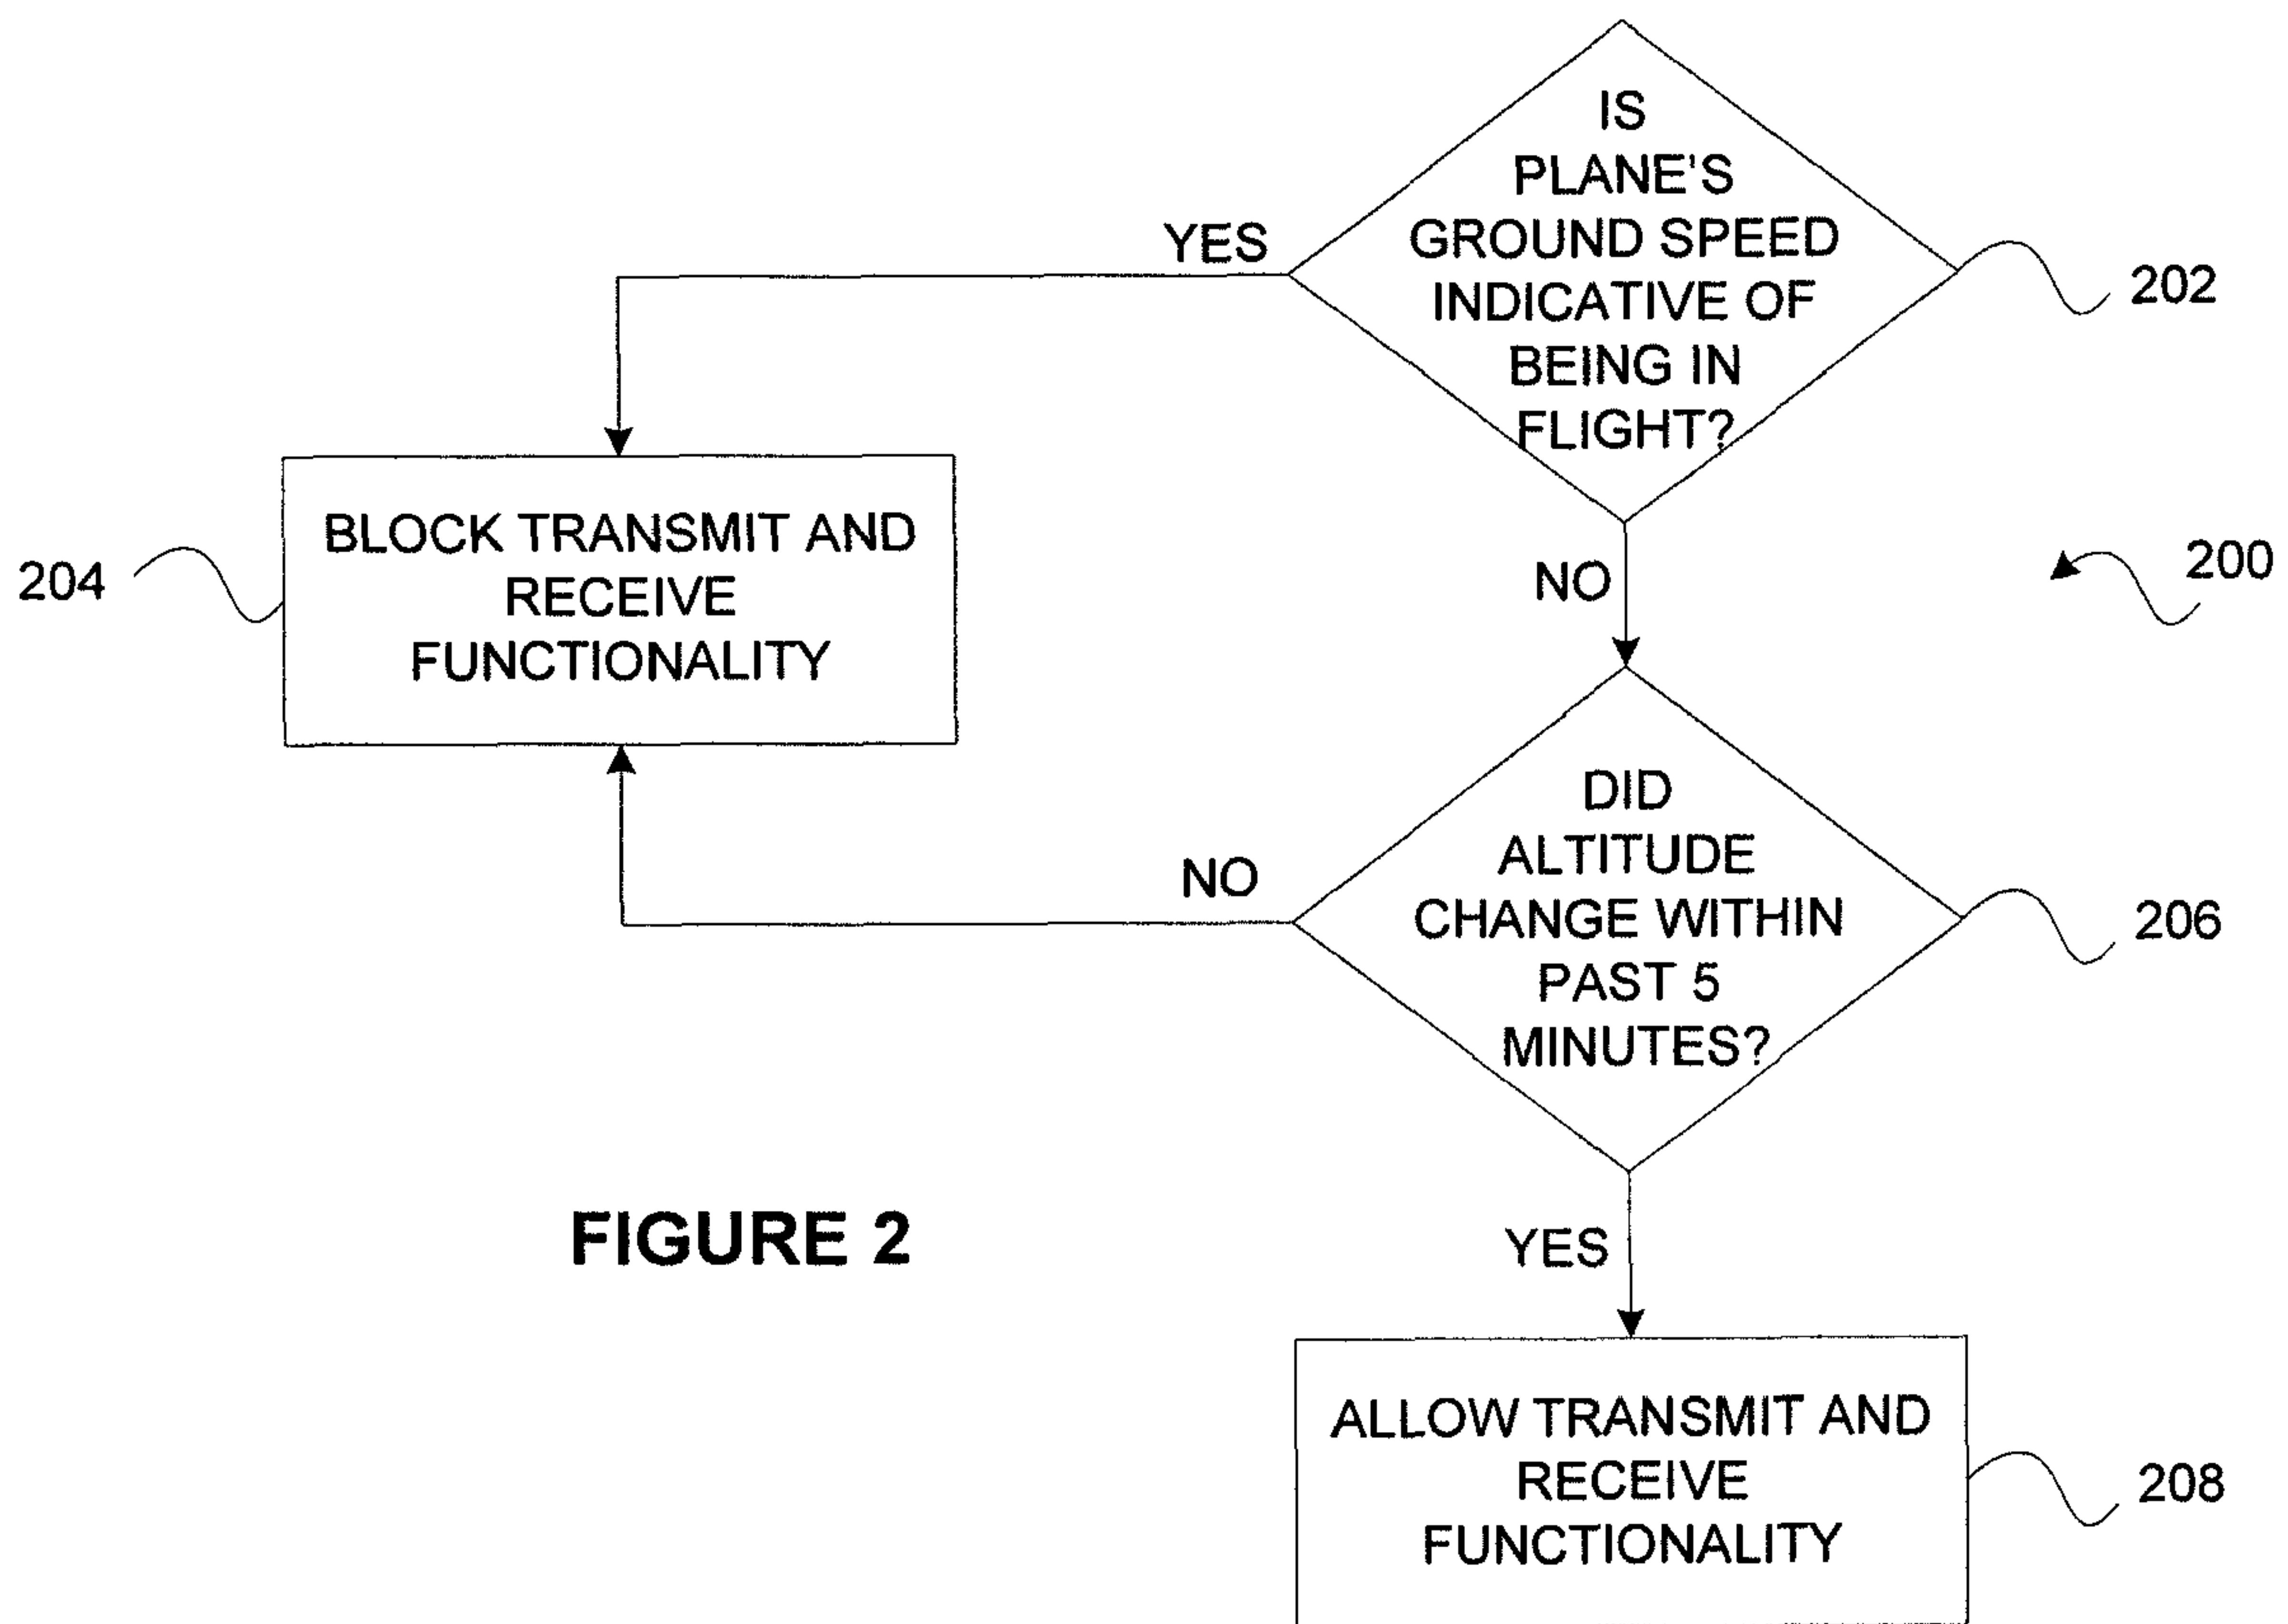 IS
PLANE'S
GROUND SPEED
INDICATIVE OF
BEING IN
FLIGHT?
202
YES
BLOCK TRANSMIT AND
RECEIVE
FUNCTIONALITY
204
NO
200
DID
ALTITUDE
CHANGE WITHIN
PAST 5
MINUTES?
206
NO
YES
FIGURE 2
ALLOW TRANSMIT AND
RECEIVE
FUNCTIONALITY
208